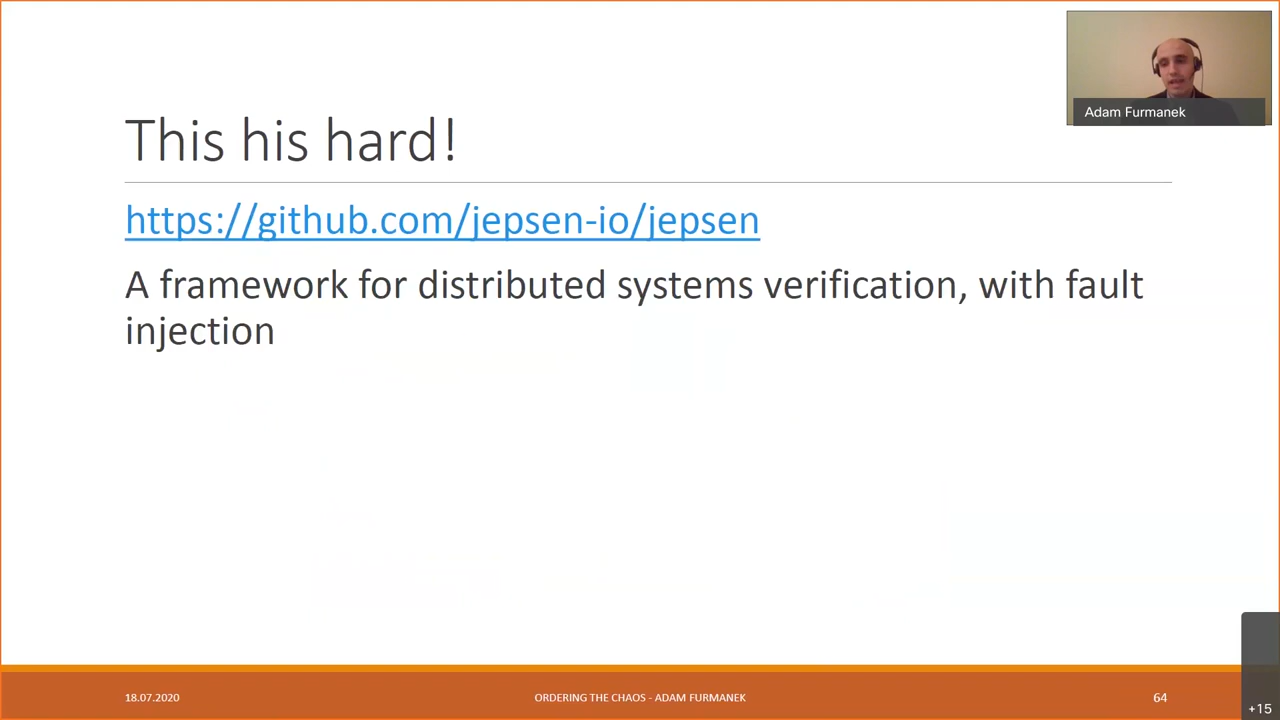 This his hard!
https://github.com/jepsen-io/jepsen
A framework for distributed systems verification, with fault
injection
Adam Furmanek
18.07.2020
ORDERING THE CHAOS - ADAM FURMANEK
64
+15